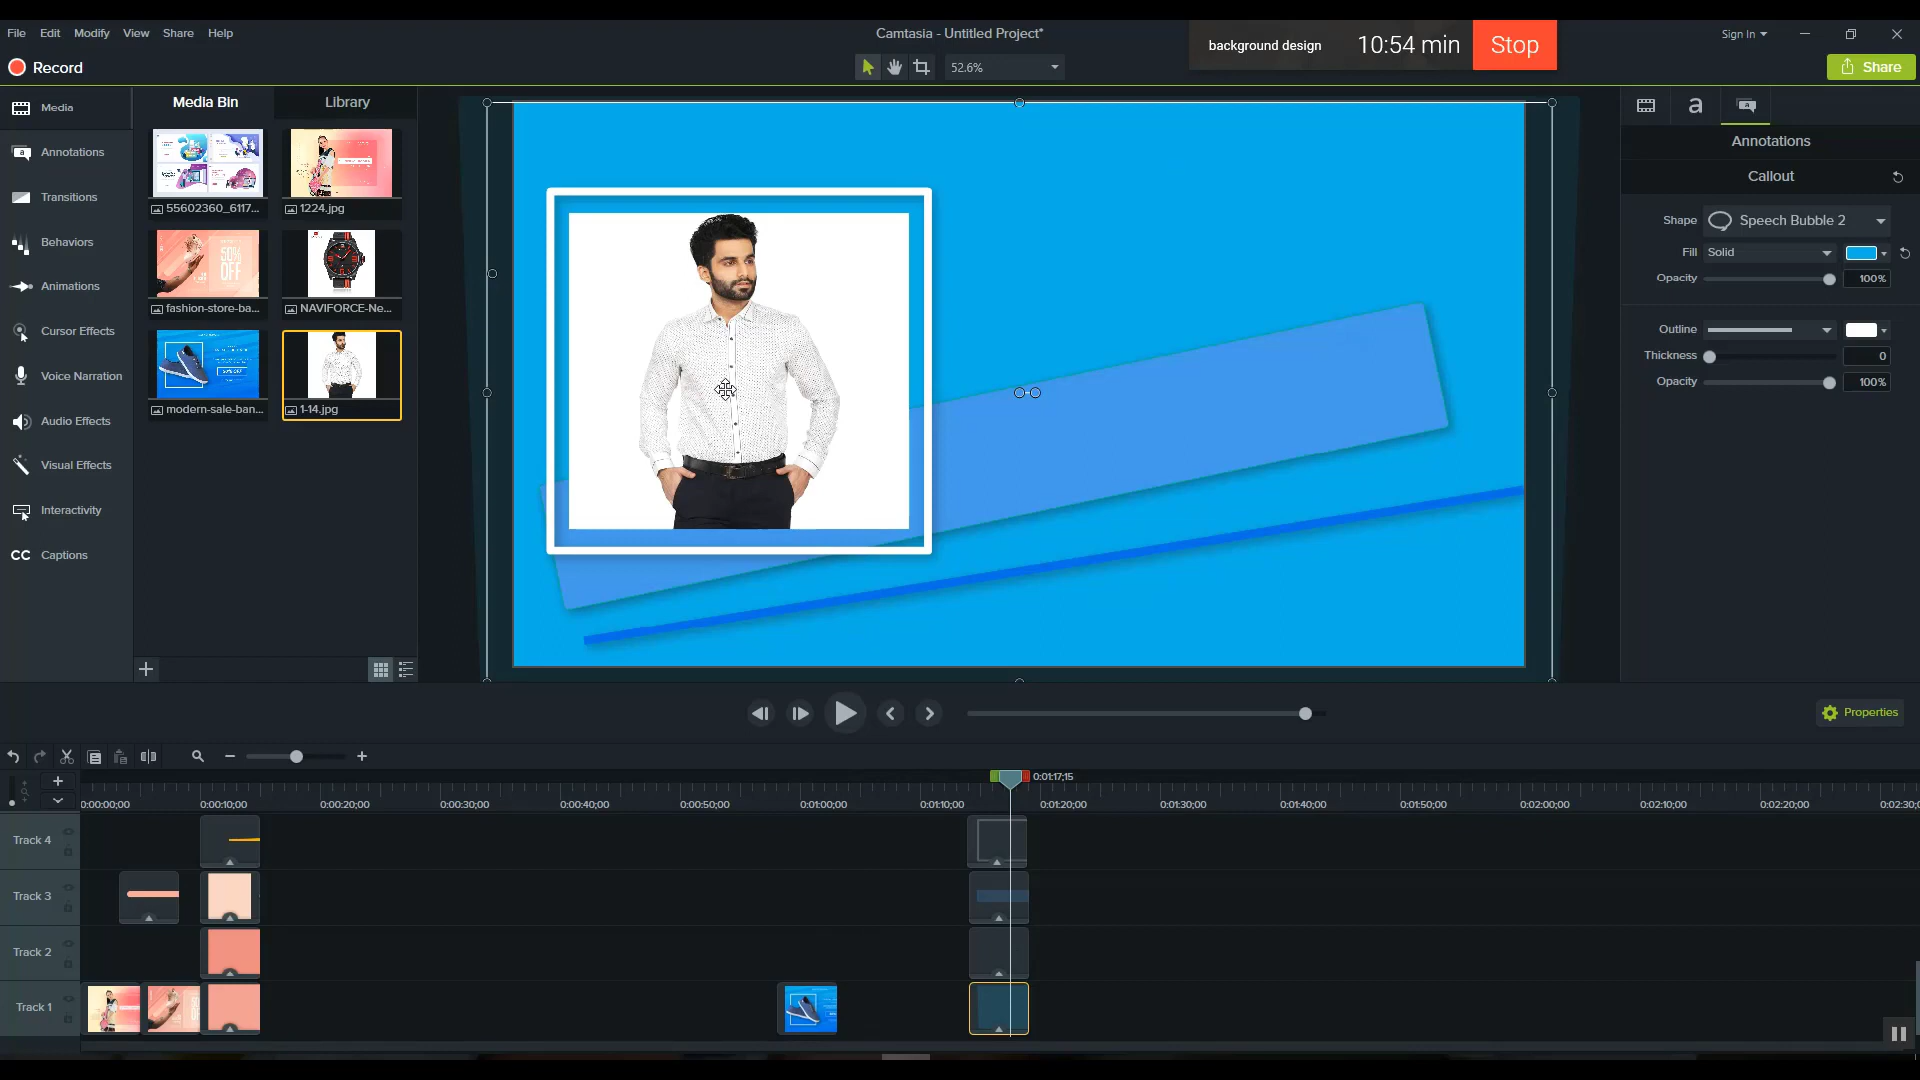 File Edit Modify View Share Help
Camtasia - Untitled Project*
background design 10:54 min Stop
Sign In
Record
52.6%
Share
Media
Media Bin
Library
Annotations
Transitions
Behaviors
Animations
Cursor Effects
Voice Narration
Audio Effects
Visual Effects
Interactivity
CC Captions
50%
OFF
55602360_6117...
1224.jpg
fashion-store-ba...
NAVIFORCE-Ne...
modern-sale-ban...
1-14.jpg
a
Annotations
Callout
Shape Speech Bubble 2
Fill Solid
Opacity 100%
Outline
Thickness 0
Opacity 100%
Properties
0:01:17;15
0:00:00;00 0:00:10;00 0:00:20;00 0:00:30;00 0:00:40;00 0:00:50;00 0:01:00;00 0:01:10;00 0:01:20;00 0:01:30;00 0:01:40;00 0:01:50;00 0:02:00;00 0:02:10;00 0:02:20;00 0:02:30;
Track 4
Track 3
Track 2
Track 1